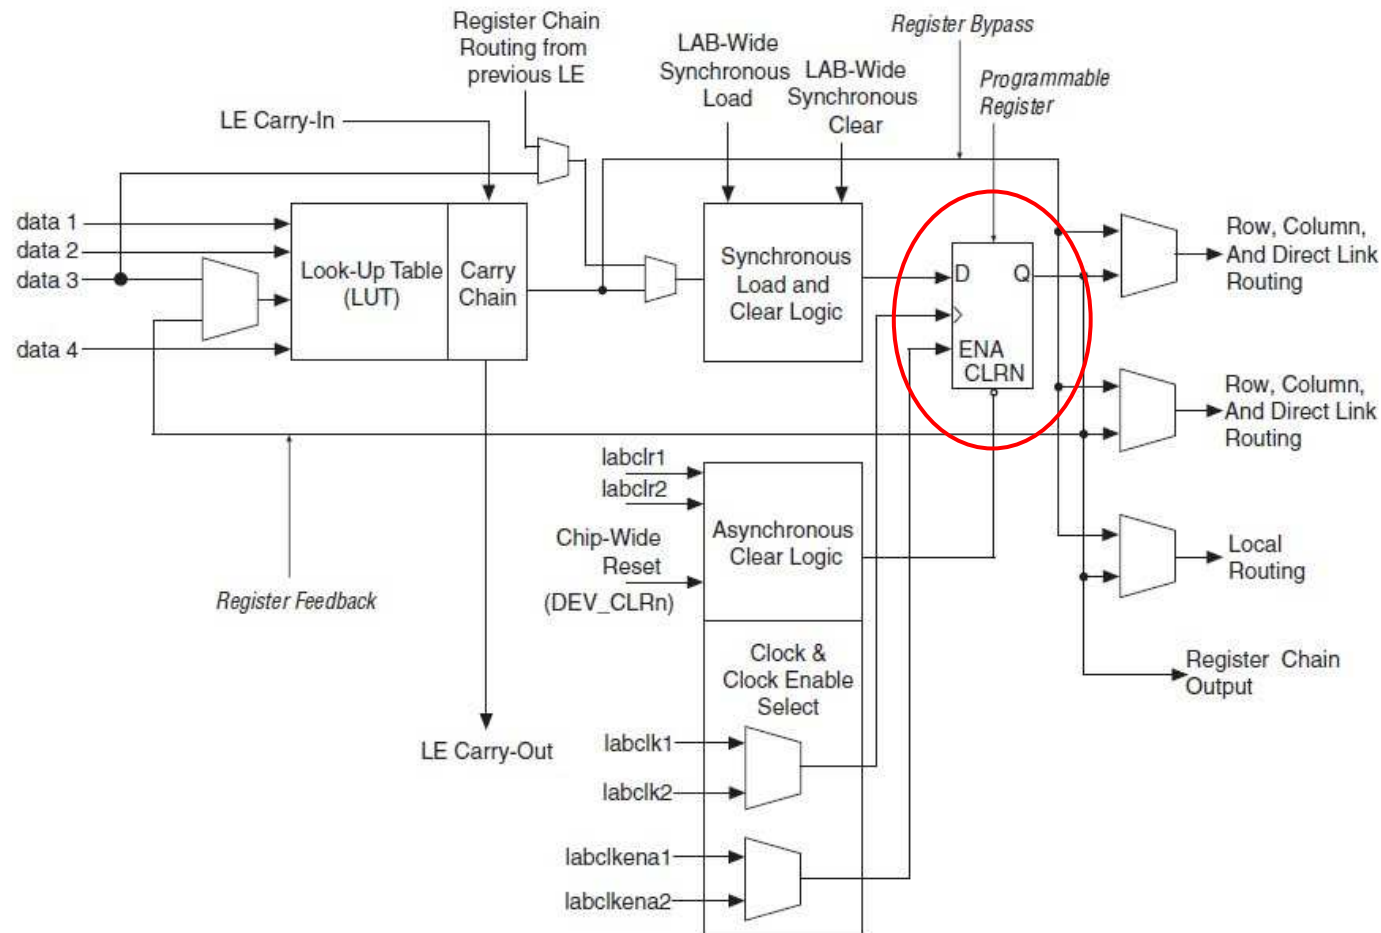 Register Chain
Routing from
previous LE
LAB-Wide
Synchronous
Load
LAB-Wide
Synchronous
Clear
Register Bypass
Programmable
Register
LE Carry-In
data 1
data 2
data 3
data 4
Look-Up Table
(LUT)
Carry
Chain
Synchronous
Load and
Clear Logic
D
Q
ENA
CLRN
Row, Column,
And Direct Link
Routing
Row, Column,
And Direct Link
Routing
Local
Routing
Register Chain
Output
Register Feedback
labclr1
labclr2
Chip-Wide
Reset
(DEV_CLRn)
Asynchronous
Clear Logic
Clock &
Clock Enable
Select
LE Carry-Out
labclk1
labclk2
labclkena1
labclkena2